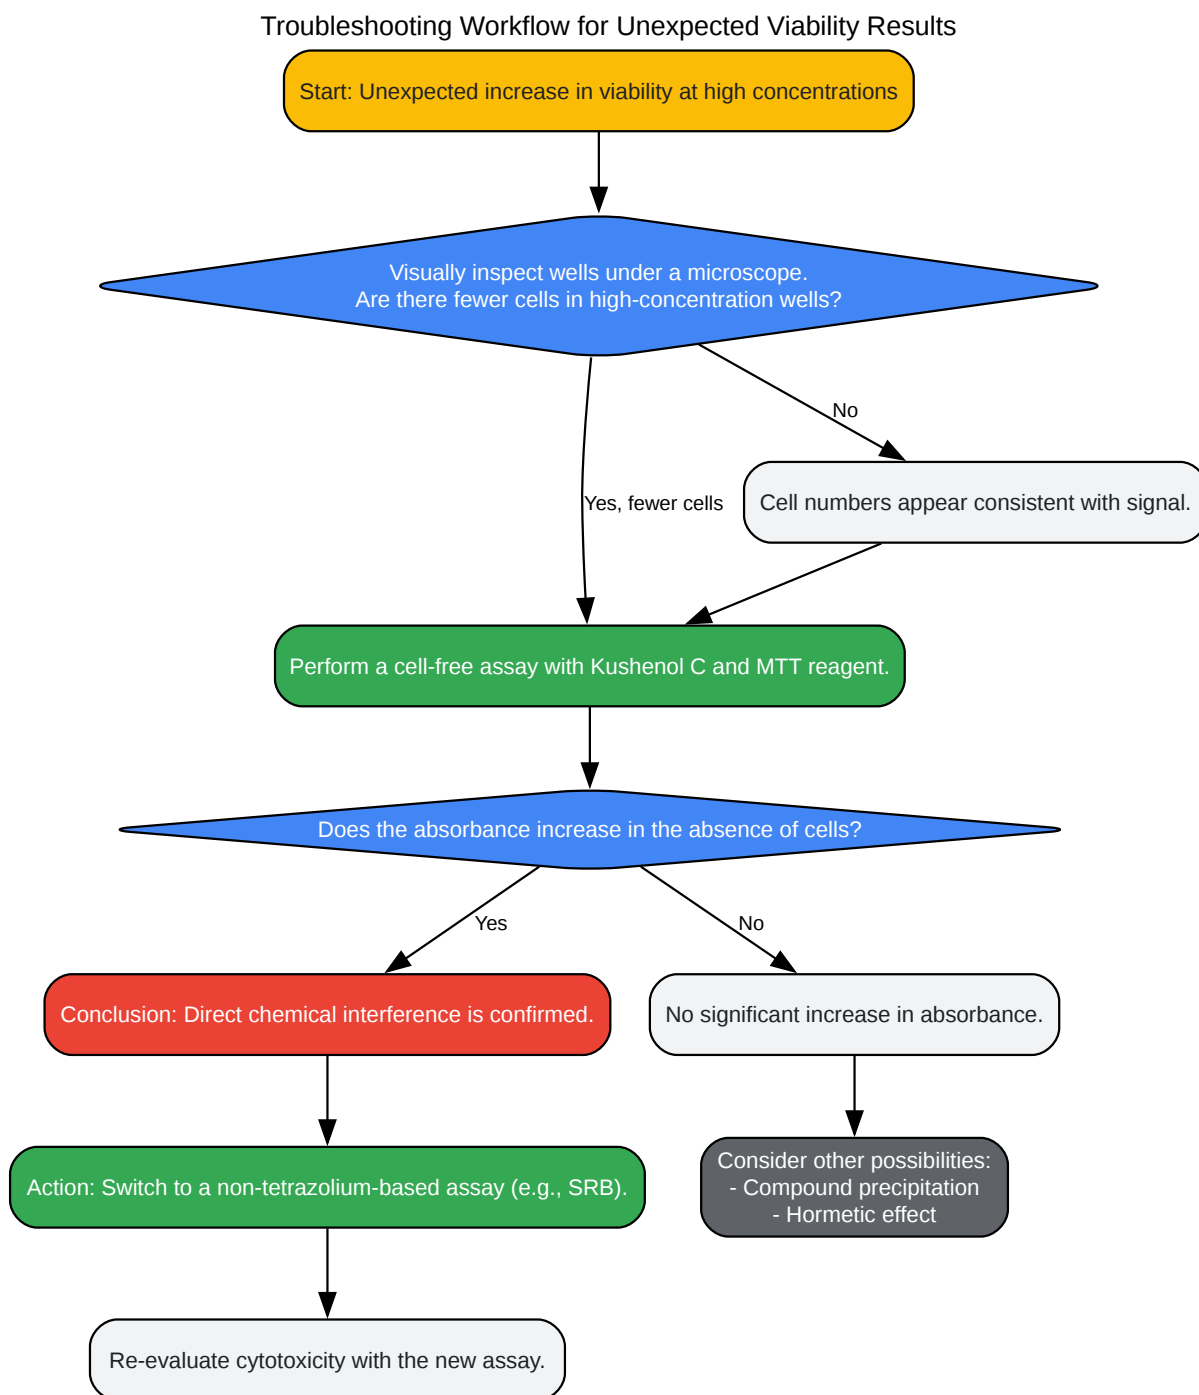 Troubleshooting Workflow for Unexpected Viability Results
Start: Unexpected increase in viability at high concentrations
Visually inspect wells under a microscope.
Are there fewer cells in high-concentration wells?
No
Yes, fewer cells
Cell numbers appear consistent with signal.
Perform a cell-free assay with Kushenol C and MTT reagent.
Does the absorbance increase in the absence of cells?
Yes
No
Conclusion: Direct chemical interference is confirmed.
No significant increase in absorbance.
Action: Switch to a non-tetrazolium-based assay (e.g., SRB).
Consider other possibilities:
- Compound precipitation
- Hormetic effect
Re-evaluate cytotoxicity with the new assay.